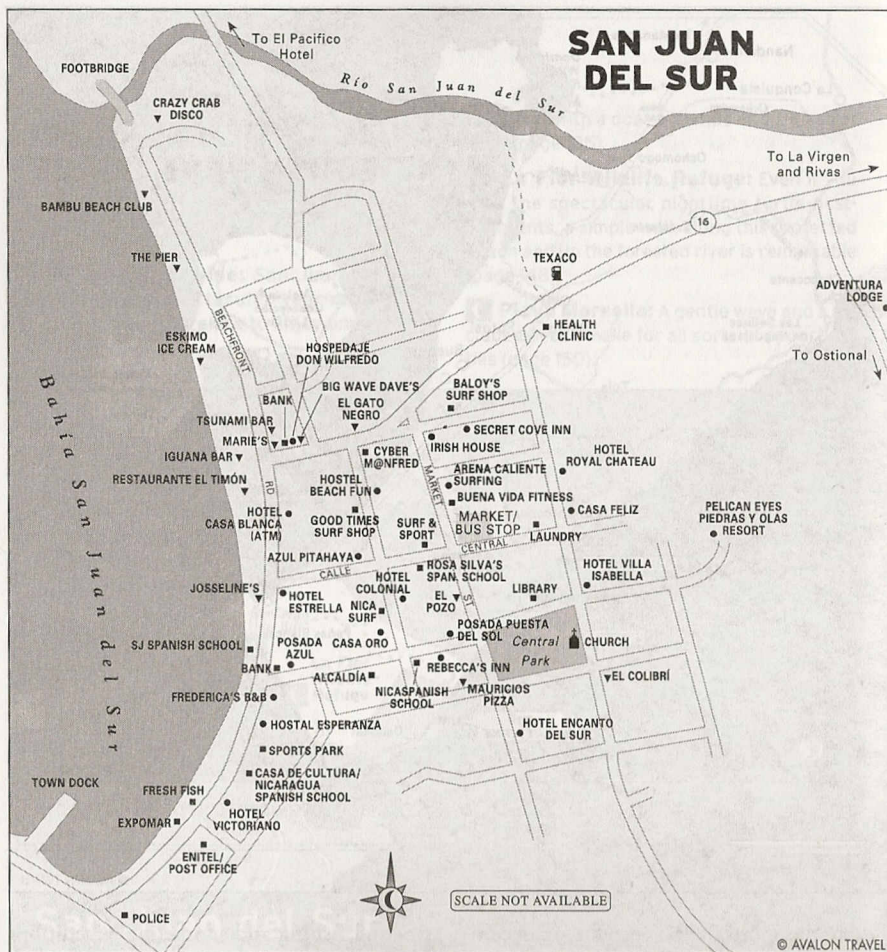 SAN JUAN
DEL SUR
To El Pacifico
Hotel
FOOTBRIDGE
Río San Juan del Sur
CRAZY CRAB
DISCO
To La Virgen
and Rivas
BAMBU BEACH CLUB
16
THE PIER
TEXACO
ADVENTURA
LODGE
BEACHFRONT
HEALTH
CLINIC
ESKIMO
ICE CREAM
HOSPEDAJE
DON WILFREDO
To Ostional
BIG WAVE DAVE'S
BALOY'S
SURF SHOP
BANK
EL GATO
NEGRO
TSUNAMI BAR
SECRET COVE INN
MARIE'S
IRISH HOUSE
IGUANA BAR
CYBER
M@NFRED
MARKET
HOTEL
ROYAL CHATEAU
RESTAURANTE EL TIMÓN
RD
HOSTEL
BEACH FUN
ARENA CALIENTE
SURFING
BUENA VIDA FITNESS
HOTEL
CASA BLANCA
(ATM)
GOOD TIMES
SURF SHOP
SURF &
SPORT
MARKET/
BUS STOP
CASA FELIZ
PELICAN EYES
PIEDRAS Y OLAS
RESORT
LAUNDRY
CENTRAL
AZUL PITAHAYA
CALLE
ROSA SILVA'S
SPAN. SCHOOL
HOTEL VILLA
ISABELLA
JOSSELINE'S
HOTEL
ESTRELLA
HOTEL
COLONIAL
EL
POZO
ST
LIBRARY
NICA
SURF
POSADA PUESTA
DEL SOL
Central
Park
CHURCH
SJ SPANISH SCHOOL
POSADA
AZUL
CASA ORO
BANK
ALCALDÍA
REBECCA'S INN
EL COLIBRÍ
FREDERICA'S B&B
NICASPANISH
SCHOOL
MAURICIOS
PIZZA
HOSTAL ESPERANZA
HOTEL ENCANTO
DEL SUR
SPORTS PARK
Bahía San Juan del Sur
TOWN DOCK
CASA DE CULTURA/
NICARAGUA
SPANISH SCHOOL
FRESH FISH
EXPOMAR
HOTEL
VICTORIANO
ENITEL/
POST OFFICE
SCALE NOT AVAILABLE
POLICE
© AVALON TRAVEL